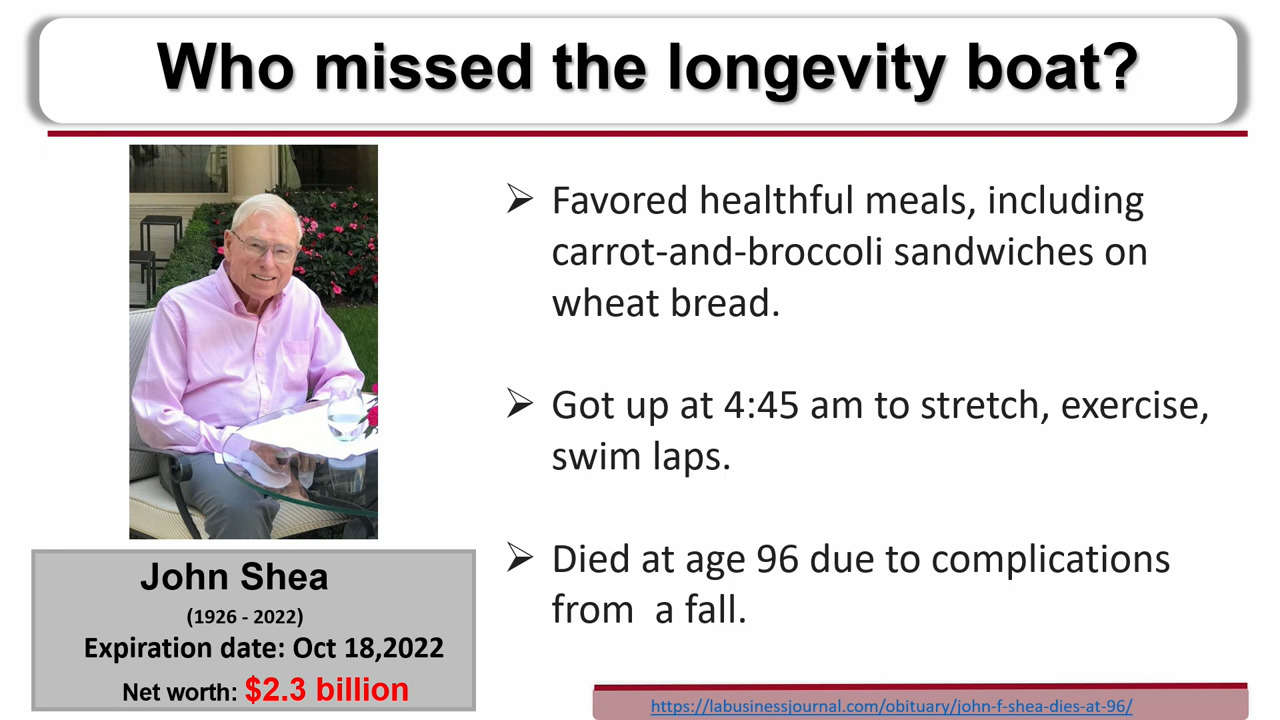 Who missed the longevity boat?
➢ Favored healthful meals, including
carrot-and-broccoli sandwiches on
wheat bread.
➢ Got up at 4:45 am to stretch, exercise,
swim laps.
➢ Died at age 96 due to complications
from  a fall.
John Shea
(1926 - 2022)
Expiration date: Oct 18,2022
Net worth: $2.3 billion
https://labusinessjournal.com/obituary/john-f-shea-dies-at-96/